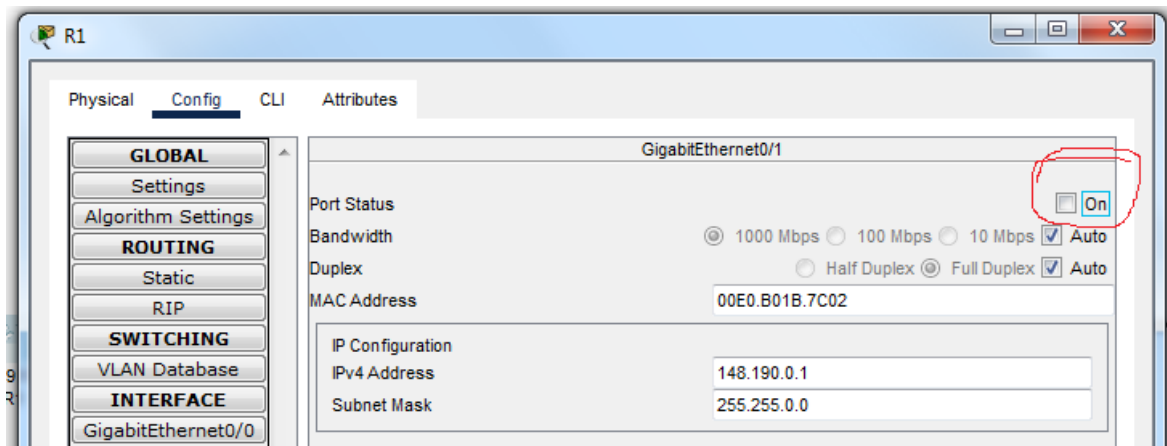 R1
Physical Config CLI Attributes
GLOBAL
Settings
Algorithm Settings
ROUTING
Static
RIP
SWITCHING
VLAN Database
INTERFACE
GigabitEthernet0/0
GigabitEthernet0/1
Port Status On
Bandwidth 1000 Mbps 100 Mbps 10 Mbps Auto
Duplex Half Duplex Full Duplex Auto
MAC Address 00E0.B01B.7C02
IP Configuration
IPv4 Address 148.190.0.1
Subnet Mask 255.255.0.0
9